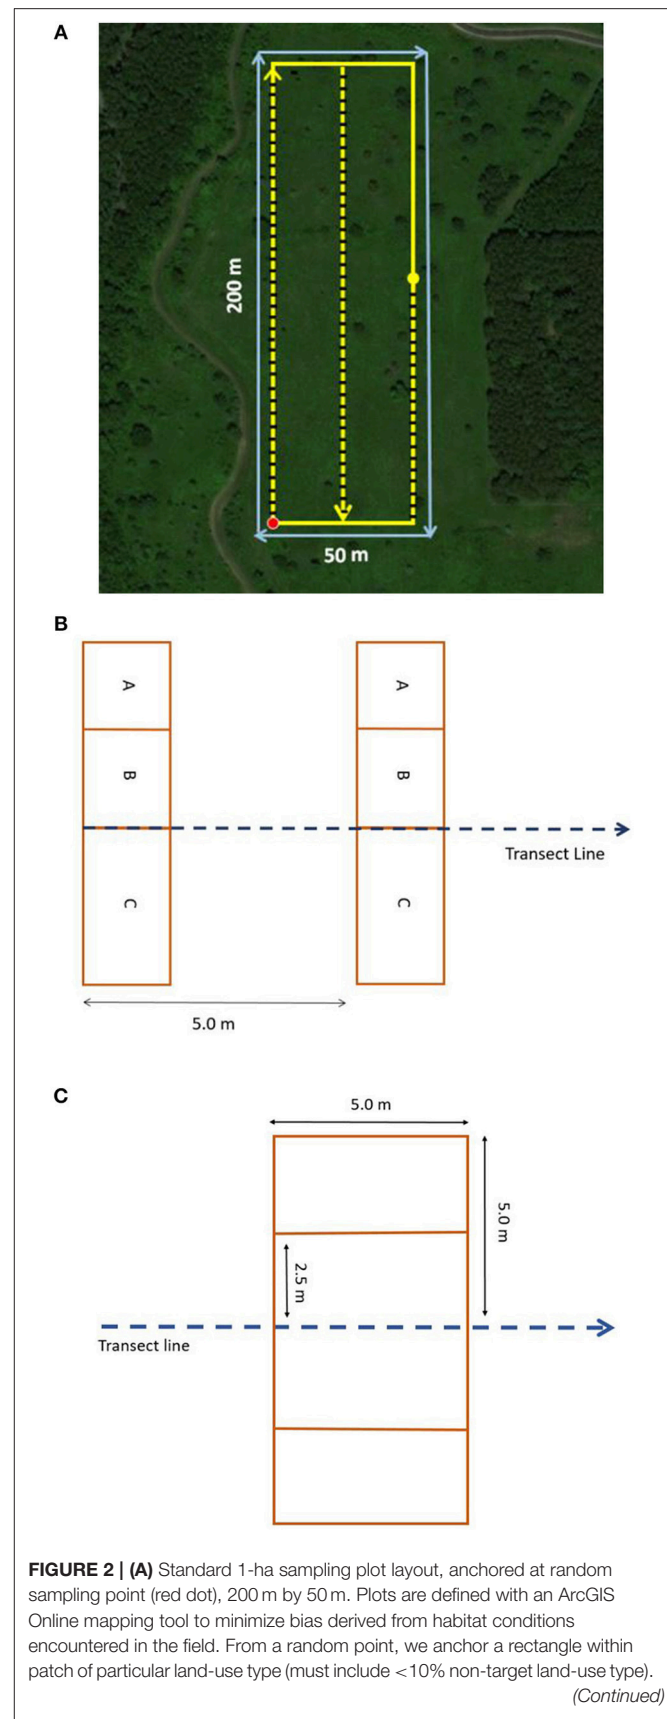 A
200 m
50 m
B
A
A
B
B
Transect Line
C
C
5.0 m
C
5.0 m
5.0 m
2.5 m
Transect line
FIGURE 2 | (A) Standard 1-ha sampling plot layout, anchored at random
sampling point (red dot), 200 m by 50 m. Plots are defined with an ArcGIS
Online mapping tool to minimize bias derived from habitat conditions
encountered in the field. From a random point, we anchor a rectangle within
patch of particular land-use type (must include <10% non-target land-use type).
(Continued)